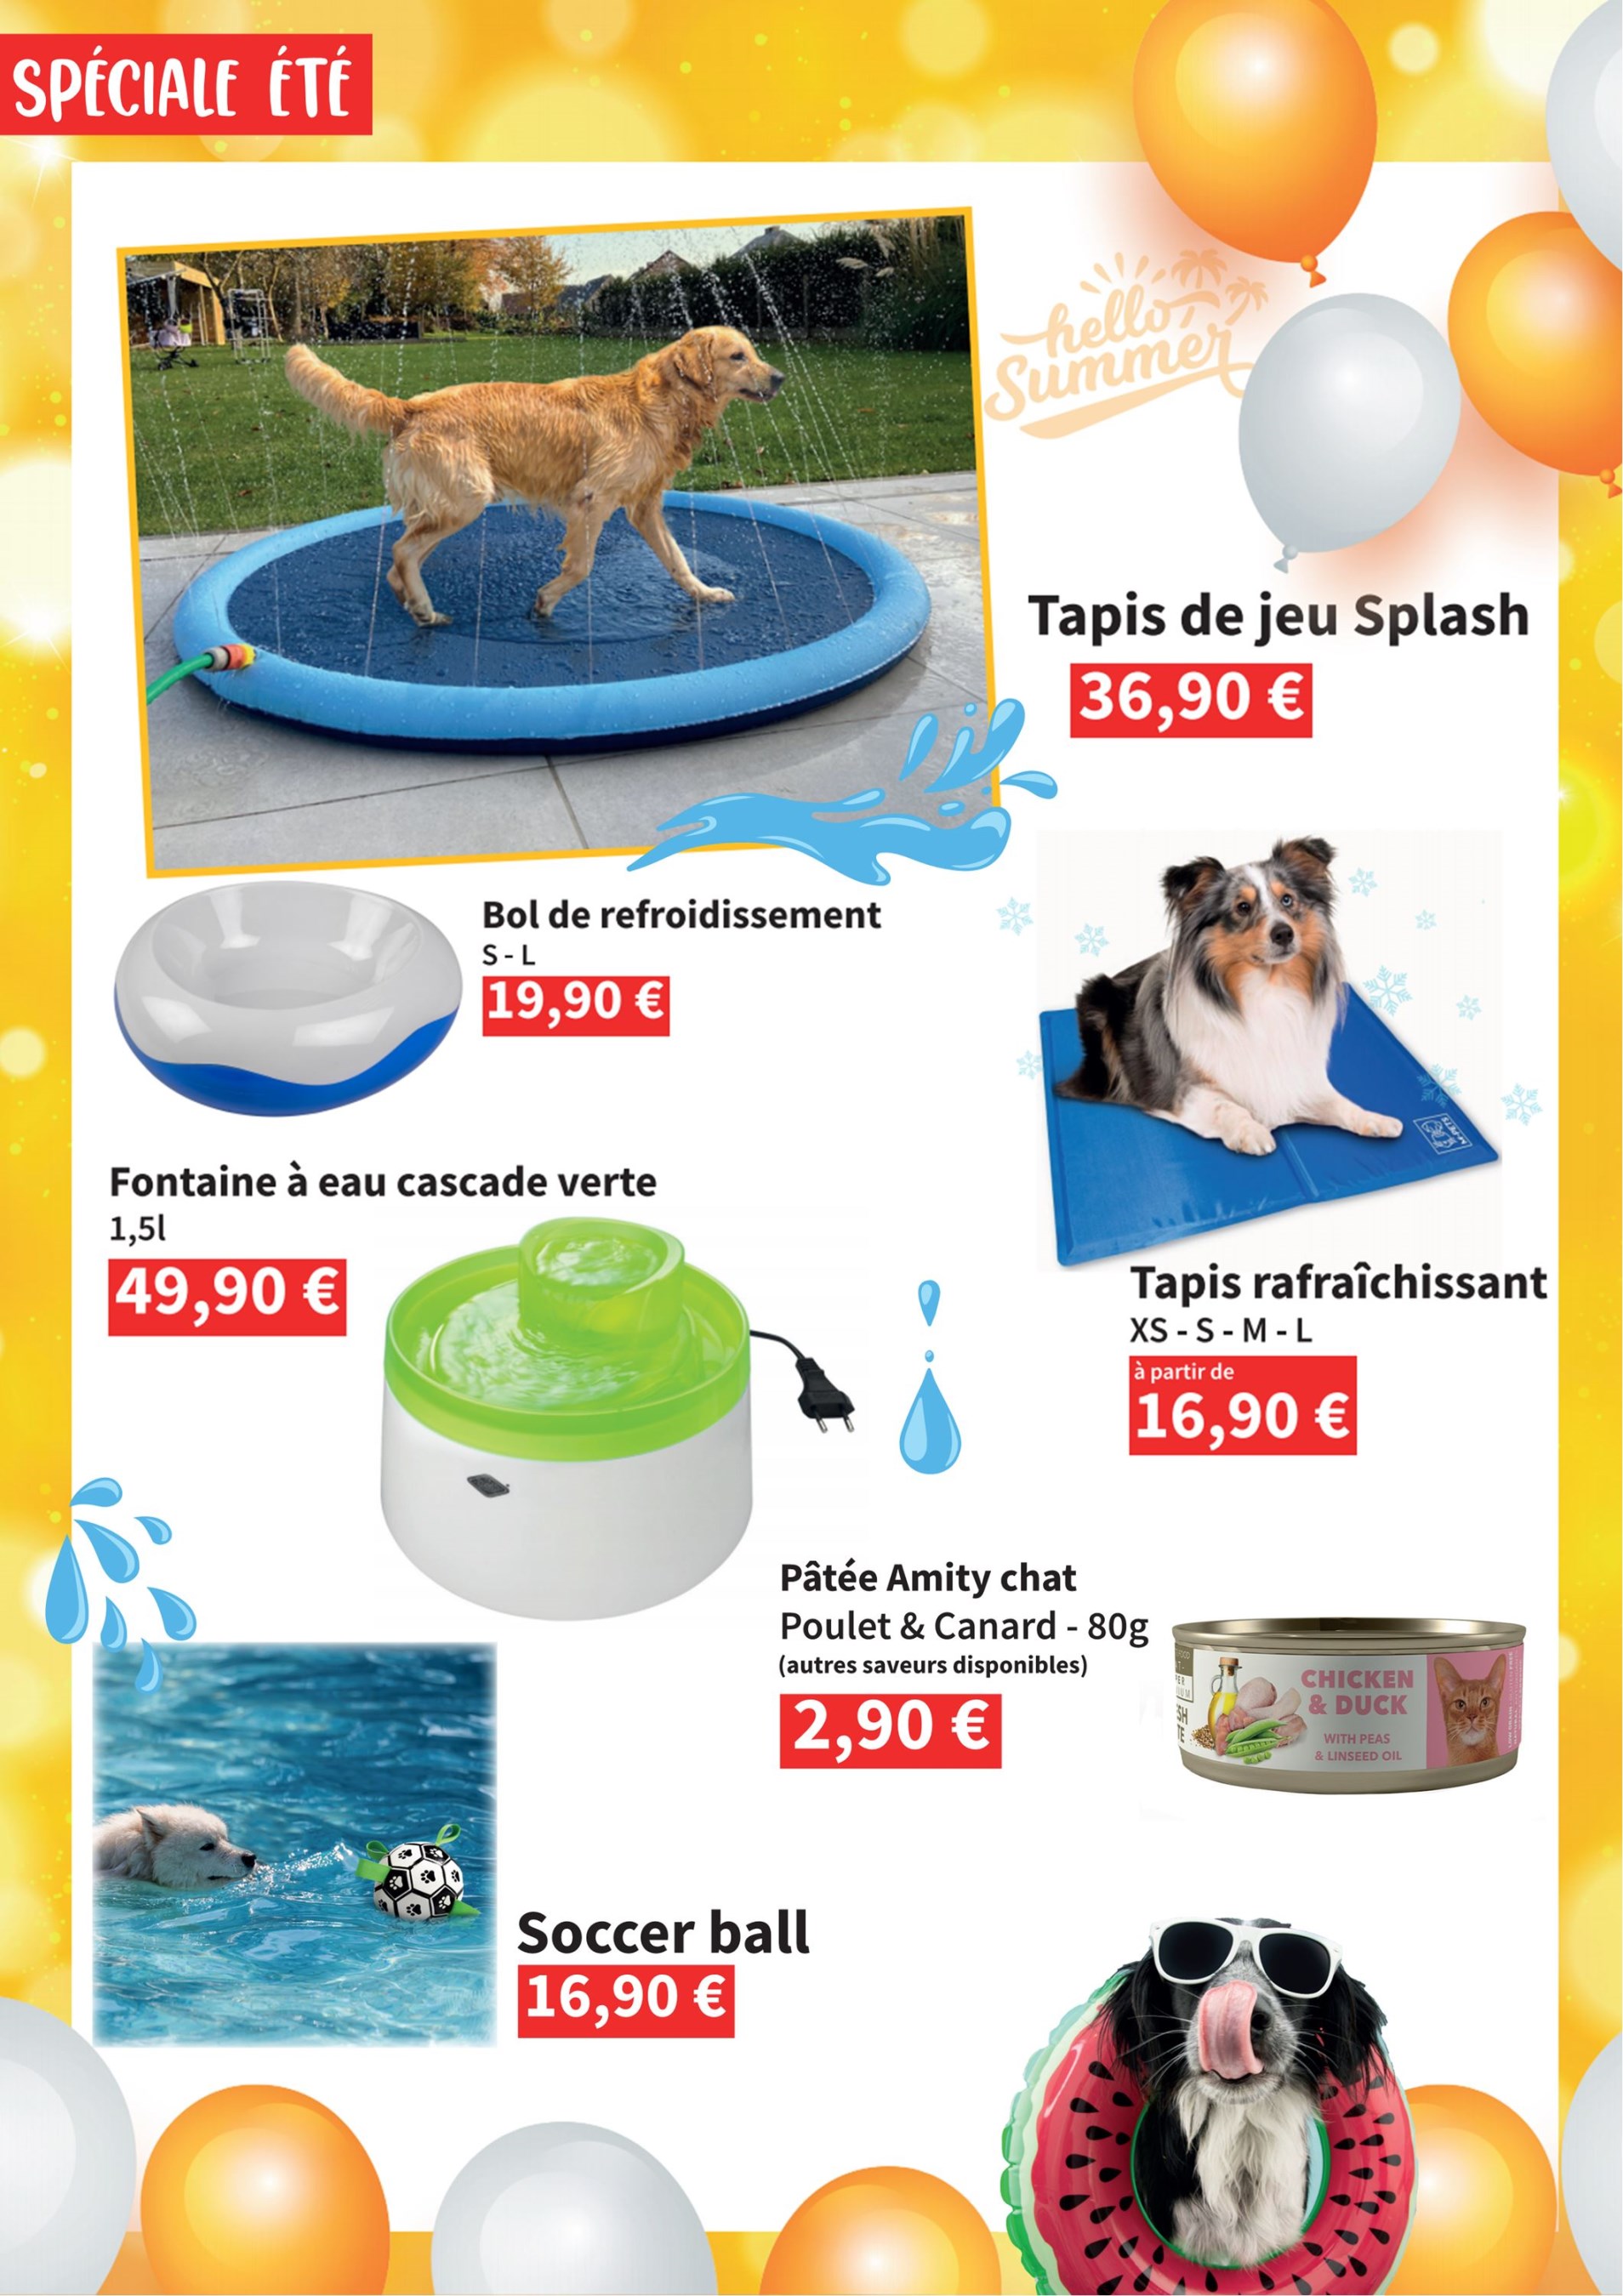 SPÉCIALE ÉTÉ
hello
Summer
Tapis de jeu Splash
36,90 €
Bol de refroidissement
S - L
19,90 €
M-PETS
Fontaine à eau cascade verte
1,5l
49,90 €
Tapis rafraîchissant
XS - S - M - L
à partir de
16,90 €
Pâtée Amity chat
Poulet & Canard - 80g
(autres saveurs disponibles)
2,90 €
CHICKEN
& DUCK
WITH PEAS
& LINSEED OIL
Soccer ball
16,90 €